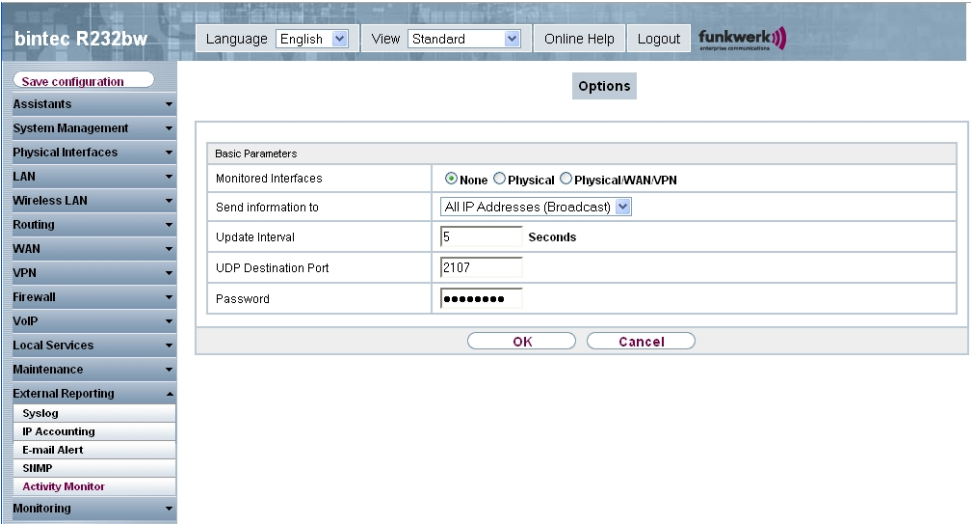 bintec R232bw
Language English View Standard Online Help Logout funkwerk
enterprise communications
Save configuration
Assistants
System Management
Physical Interfaces
LAN
Wireless LAN
Routing
WAN
VPN
Firewall
VoIP
Local Services
Maintenance
External Reporting
Syslog
IP Accounting
E-mail Alert
SNMP
Activity Monitor
Monitoring
Options
Basic Parameters
Monitored Interfaces None Physical Physical/WAN/VPN
Send information to All IP Addresses (Broadcast)
Update Interval 5 Seconds
UDP Destination Port 2107
Password ●●●●●●●●
OK Cancel